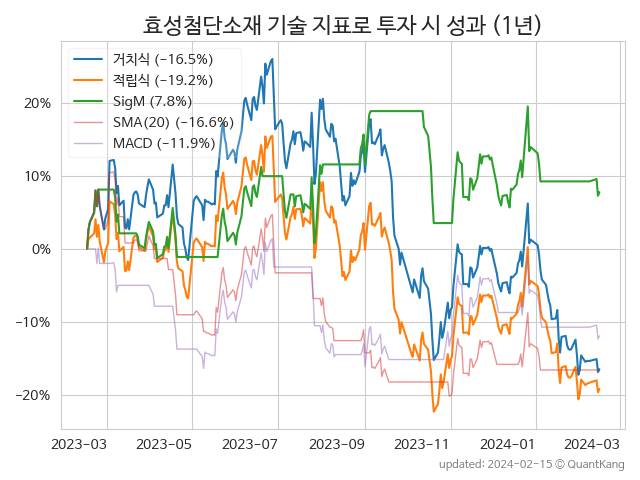 효성첨단소재 기술 지표로 투자 시 성과 (1년)
거치식 (−16.5%)
적립식 (−19.2%)
SigM (7.8%)
SMA(20) (−16.6%)
MACD (−11.9%)
20%
10%
0%
−10%
−20%
2023-03 2023-05 2023-07 2023-09 2023-11 2024-01 2024-03
updated: 2024-02-15 © QuantKang